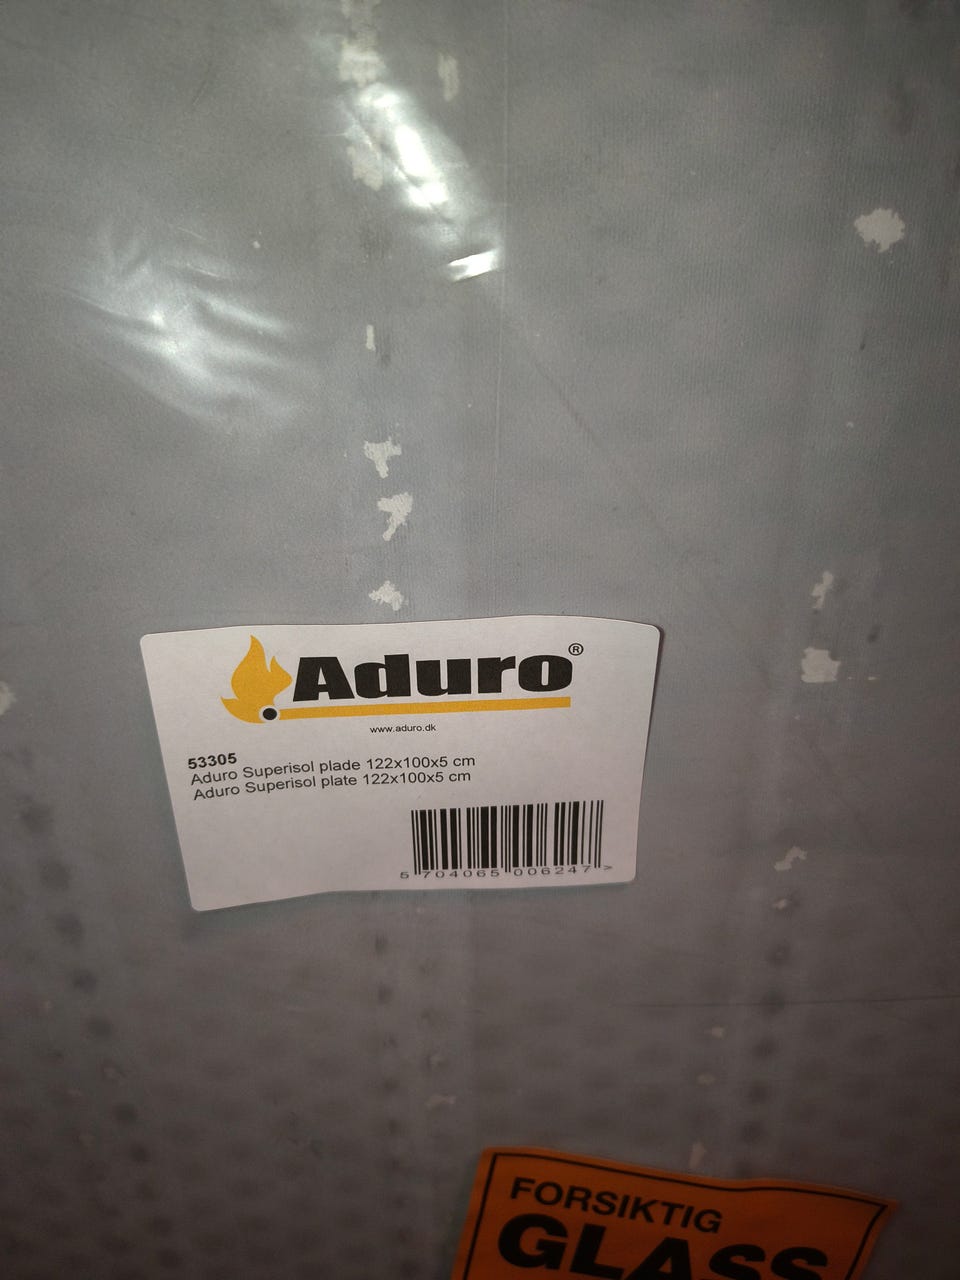 Aduro®
www.aduro.dk
53305
Aduro Superisol plade 122x100x5 cm
Aduro Superisol plate 122x100x5 cm
5 704065 006247 >
FORSIKTIG
GLASS